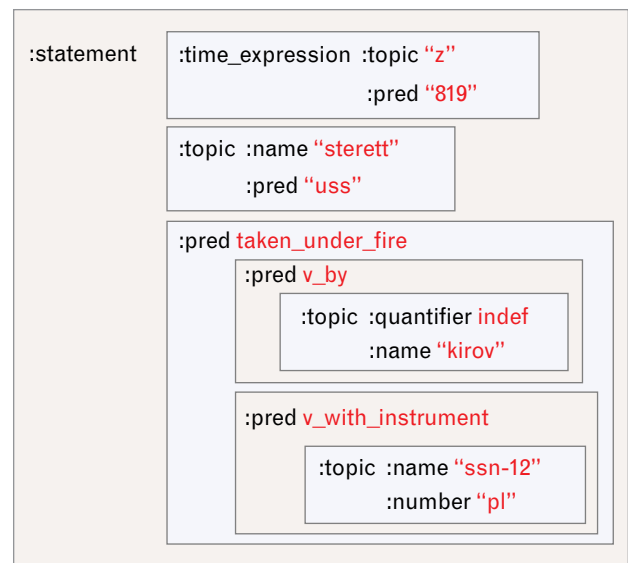 :statement :time_expression :topic “z”
:pred “819”
:topic :name “sterett”
:pred “uss”
:pred taken_under_fire
:pred v_by
:topic :quantifier indef
:name “kirov”
:pred v_with_instrument
:topic :name “ssn-12”
:number “pl”